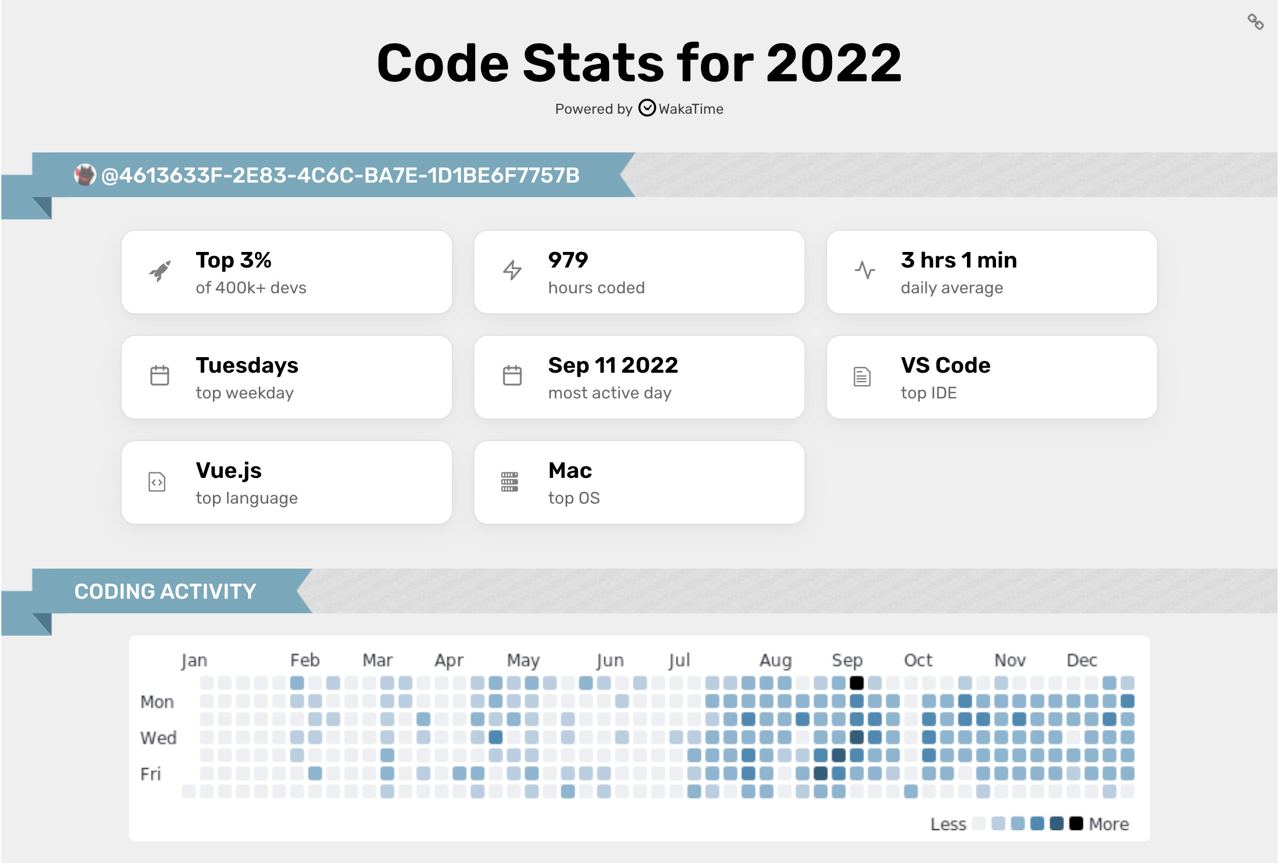 Code Stats for 2022
Powered by WakaTime
@4613633F-2E83-4C6C-BA7E-1D1BE6F7757B
Top 3%
of 400k+ devs
979
hours coded
3 hrs 1 min
daily average
Tuesdays
top weekday
Sep 11 2022
most active day
VS Code
top IDE
Vue.js
top language
Mac
top OS
CODING ACTIVITY
Jan Feb Mar Apr May Jun Jul Aug Sep Oct Nov Dec
Mon
Wed
Fri
Less More